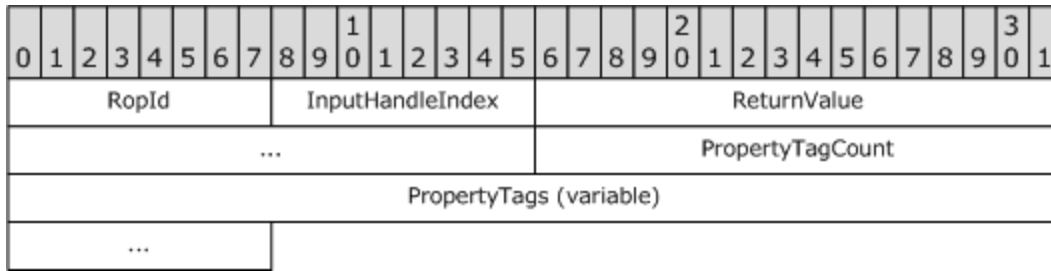 1 2 3
0 1 2 3 4 5 6 7 8 9 0 1 2 3 4 5 6 7 8 9 0 1 2 3 4 5 6 7 8 9 0 1
RopId InputHandleIndex ReturnValue
... PropertyTagCount
PropertyTags (variable)
...